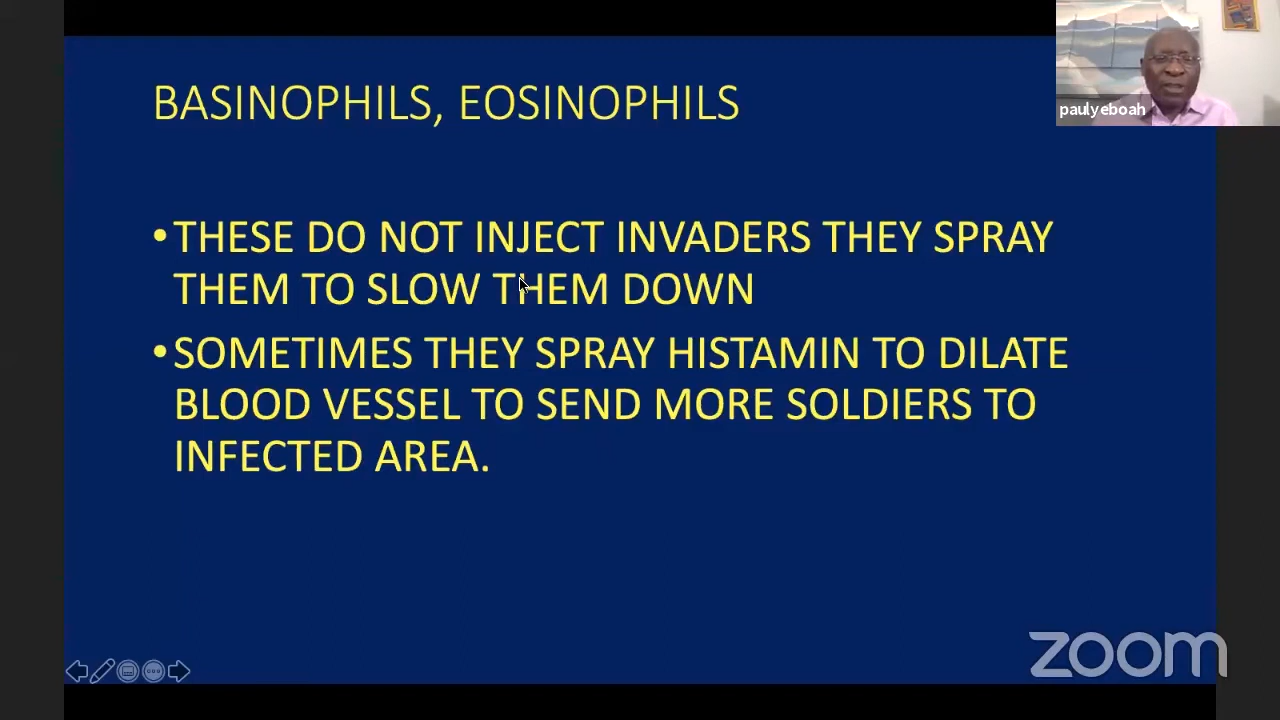 BASINOPHILS, EOSINOPHILS
paulyeboah
•THESE DO NOT INJECT INVADERS THEY SPRAY
THEM TO SLOW THEM DOWN
•SOMETIMES THEY SPRAY HISTAMIN TO DILATE
BLOOD VESSEL TO SEND MORE SOLDIERS TO
INFECTED AREA.
zoom